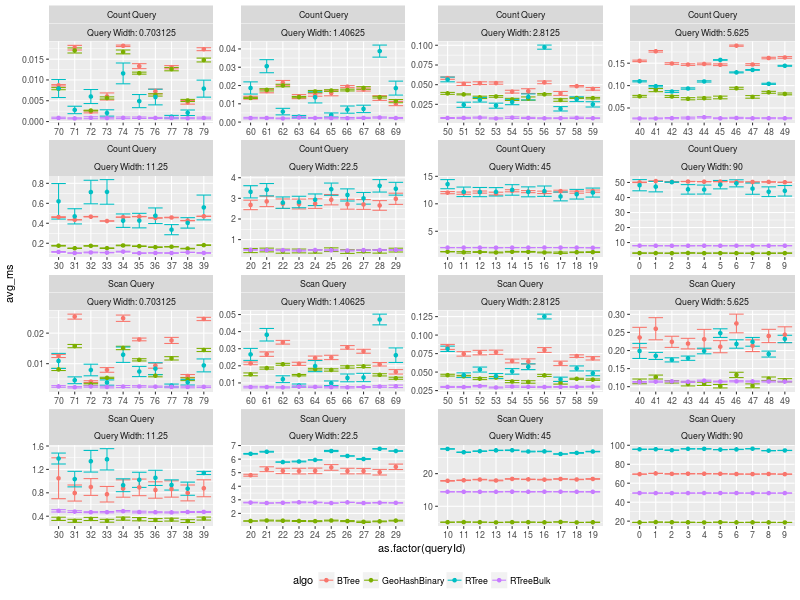 Count Query Count Query Count Query Count Query
Query Width: 0.703125 Query Width: 1.40625 Query Width: 2.8125 Query Width: 5.625
0.015 0.04 0.100 0.15
0.010 0.03 0.075 0.10
0.005 0.02 0.050 0.05
0.000 0.01 0.025
0.00
70 71 72 73 74 75 76 77 78 79 60 61 62 63 64 65 66 67 68 69 50 51 52 53 54 55 56 57 58 59 40 41 42 43 44 45 46 47 48 49
Count Query Count Query Count Query Count Query
Query Width: 11.25 Query Width: 22.5 Query Width: 45 Query Width: 90
0.8 4 15 50
0.6 3 10 40
0.4 2 5 30
0.2 1 20
10
30 31 32 33 34 35 36 37 38 39 20 21 22 23 24 25 26 27 28 29 10 11 12 13 14 15 16 17 18 19 0 1 2 3 4 5 6 7 8 9
avg_ms
Scan Query Scan Query Scan Query Scan Query
Query Width: 0.703125 Query Width: 1.40625 Query Width: 2.8125 Query Width: 5.625
0.02 0.05 0.125 0.30
0.01 0.04 0.100 0.25
0.03 0.075 0.20
0.02 0.050 0.15
0.01 0.025 0.10
70 71 72 73 74 75 76 77 78 79 60 61 62 63 64 65 66 67 68 69 50 51 52 53 54 55 56 57 58 59 40 41 42 43 44 45 46 47 48 49
Scan Query Scan Query Scan Query Scan Query
Query Width: 11.25 Query Width: 22.5 Query Width: 45 Query Width: 90
1.6 7 20 100
1.2 6 10 80
0.8 5 60
0.4 4 40
3 20
2
30 31 32 33 34 35 36 37 38 39 20 21 22 23 24 25 26 27 28 29 10 11 12 13 14 15 16 17 18 19 0 1 2 3 4 5 6 7 8 9
as.factor(queryId)
algo BTree GeoHashBinary RTree RTreeBulk